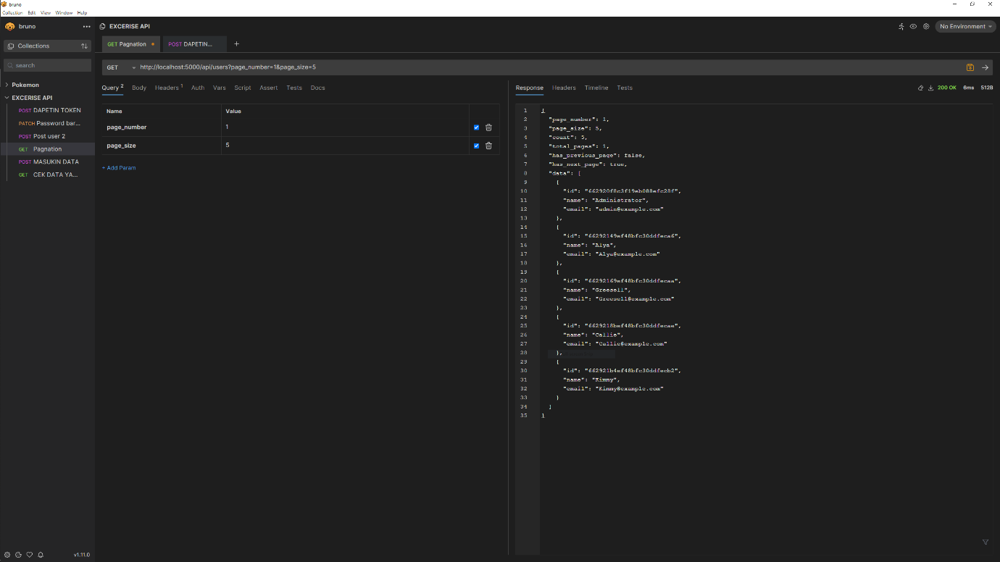 bruno
Collection Edit View Window Help
bruno
EXCERISE API
No Environment
Collections
GET Pagnation
POST DAPETIN...
search
GET
http://localhost:5000/api/users?page_number=1&page_size=5
Pokemon
EXCERISE API
POST DAPETIN TOKEN
PATCH Password bar...
POST Post user 2
GET Pagnation
POST MASUKIN DATA
GET CEK DATA YA...
Query 2 Body Headers 1 Auth Vars Script Assert Tests Docs
Name Value
page_number 1
page_size 5
+ Add Param
Response Headers Timeline Tests
200 OK 6ms 512B
1 {
2 "page_number": 1,
3 "page_size": 5,
4 "count": 5,
5 "total_pages": 1,
6 "has_previous_page": false,
7 "has_next_page": true,
8 "data": [
9 {
10 "id": "662920f8c3f19eb088efc28f",
11 "name": "Administrator",
12 "email": "admin@example.com"
13 },
14 {
15 "id": "66292149ef48bfc30ddfeca6",
16 "name": "Alya",
17 "email": "Alya@example.com"
18 },
19 {
20 "id": "66292169ef48bfc30ddfecaa",
21 "name": "Greesell",
22 "email": "Greesell@example.com"
23 },
24 {
25 "id": "6629218bef48bfc30ddfecae",
26 "name": "Callie",
27 "email": "Callie@example.com"
28 },
29 {
30 "id": "662921b4ef48bfc30ddfecb2",
31 "name": "Kimmy",
32 "email": "Kimmy@example.com"
33 }
34 ]
35 }
v1.11.0